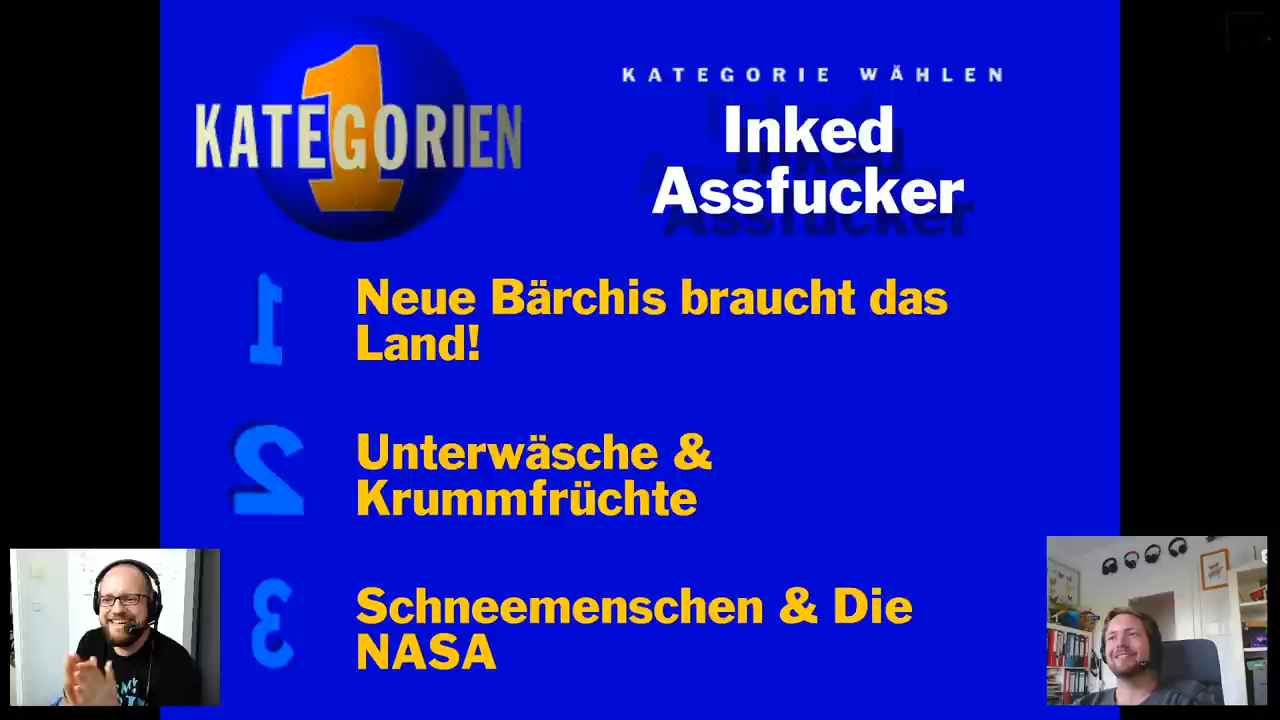 1
KATEGORIEN
KATEGORIE WÄHLEN
Inked
Assfucker
1
Neue Bärchis braucht das
Land!
2
Unterwäsche &
Krummfrüchte
3
Schneemenschen & Die
NASA